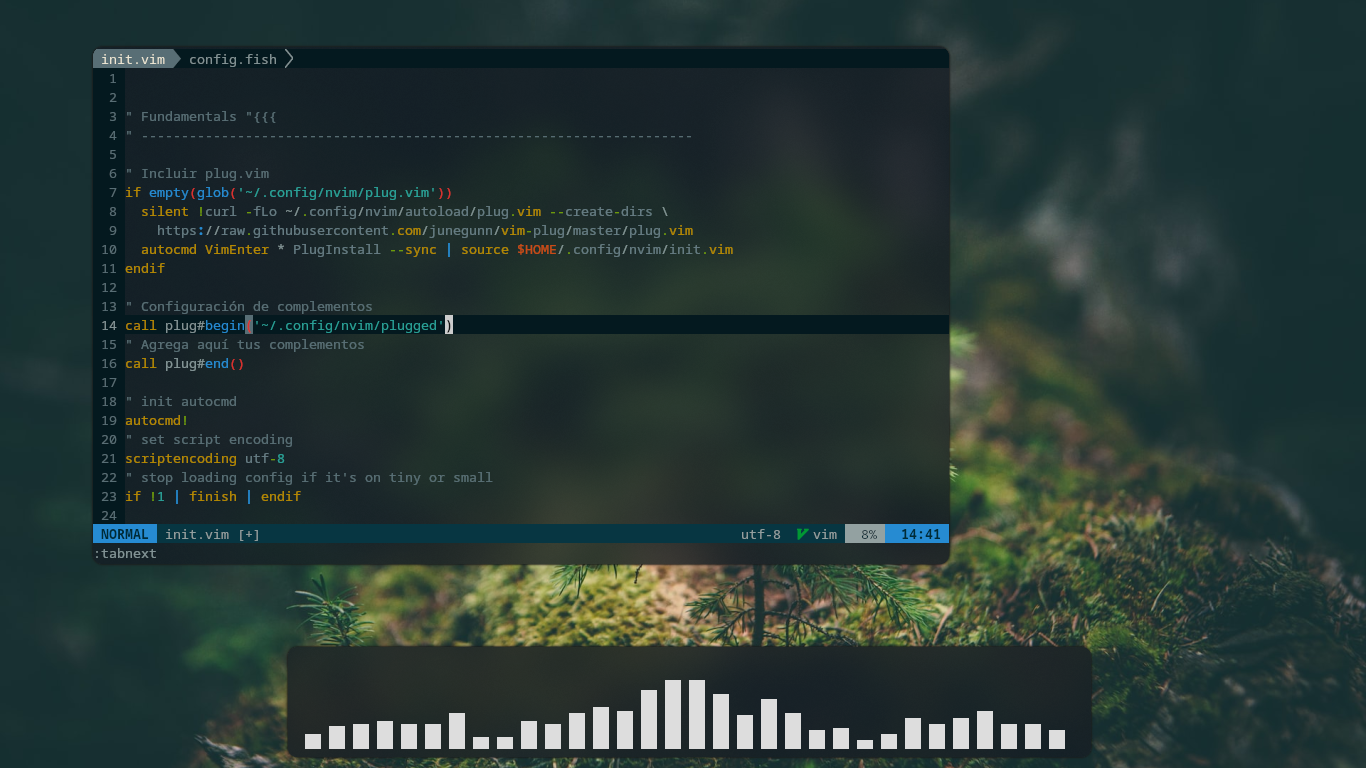 init.vim config.fish
1
2
3 " Fundamentals "{{{
4 " ---------------------------------------------------------------------
5
6 " Incluir plug.vim
7 if empty(glob('~/.config/nvim/plug.vim'))
8   silent !curl -fLo ~/.config/nvim/autoload/plug.vim --create-dirs \
9     https://raw.githubusercontent.com/junegunn/vim-plug/master/plug.vim
10   autocmd VimEnter * PlugInstall --sync | source $HOME/.config/nvim/init.vim
11 endif
12
13 " Configuración de complementos
14 call plug#begin('~/.config/nvim/plugged')
15 " Agrega aquí tus complementos
16 call plug#end()
17
18 " init autocmd
19 autocmd!
20 " set script encoding
21 scriptencoding utf-8
22 " stop loading config if it's on tiny or small
23 if !1 | finish | endif
24
NORMAL init.vim [+] utf-8 vim 8% 14:41
:tabnext